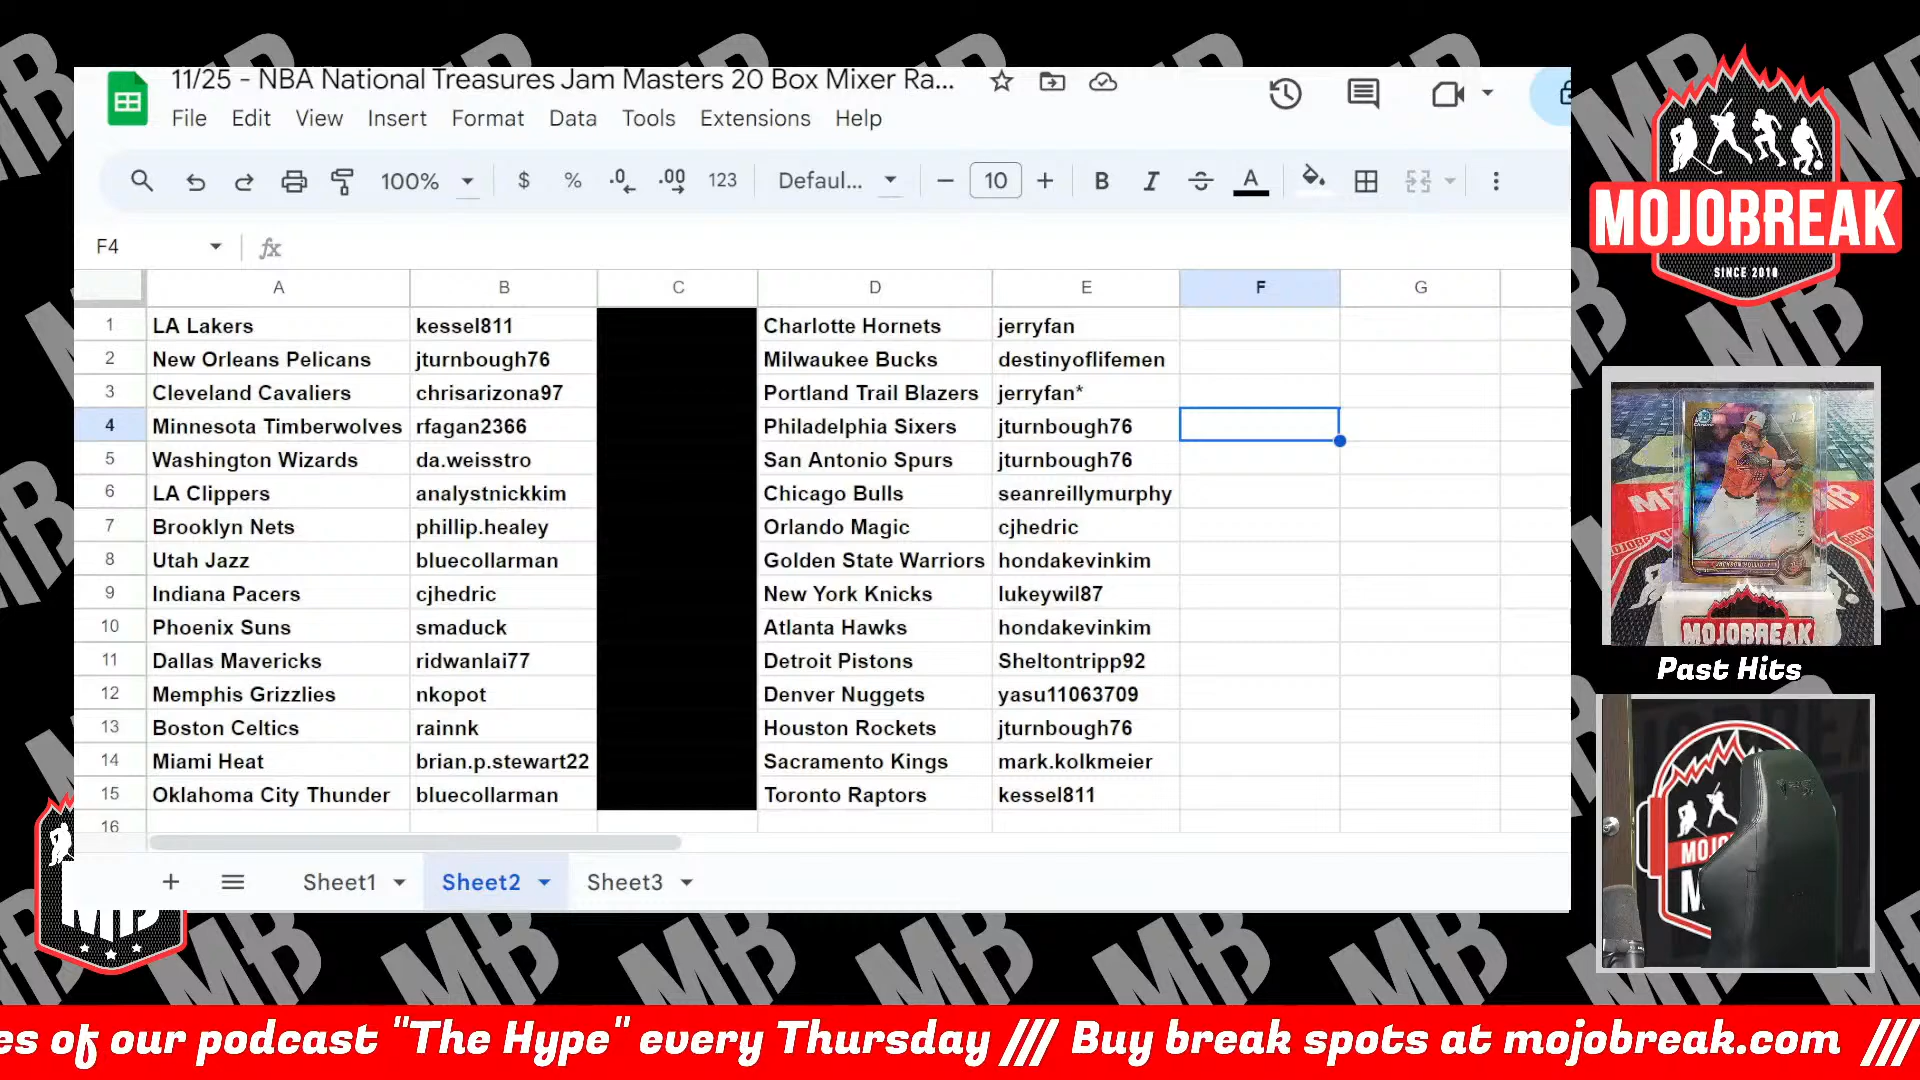 11/25 - NBA National Treasures Jam Masters 20 Box Mixer Ra...
File Edit View Insert Format Data Tools Extensions Help
100% $ % .0 .00 123 Defaul... 10 B I A
F4 fx
A B C D E F G
1 LA Lakers kessel811 Charlotte Hornets jerryfan
2 New Orleans Pelicans jturnbough76 Milwaukee Bucks destinyoflifemen
3 Cleveland Cavaliers chrisarizona97 Portland Trail Blazers jerryfan*
4 Minnesota Timberwolves rfagan2366 Philadelphia Sixers jturnbough76
5 Washington Wizards da.weisstro San Antonio Spurs jturnbough76
6 LA Clippers analystnickkim Chicago Bulls seanreillymurphy
7 Brooklyn Nets phillip.healey Orlando Magic cjhedric
8 Utah Jazz bluecollarman Golden State Warriors hondakevinkim
9 Indiana Pacers cjhedric New York Knicks lukeywil87
10 Phoenix Suns smaduck Atlanta Hawks hondakevinkim
11 Dallas Mavericks ridwanlai77 Detroit Pistons Sheltontripp92
12 Memphis Grizzlies nkopot Denver Nuggets yasu11063709
13 Boston Celtics rainnk Houston Rockets jturnbough76
14 Miami Heat brian.p.stewart22 Sacramento Kings mark.kolkmeier
15 Oklahoma City Thunder bluecollarman Toronto Raptors kessel811
16
Sheet1 Sheet2 Sheet3
MOJOBREAK
SINCE 2010
MOJOBREAK
Past Hits
MB
es of our podcast "The Hype" every Thursday /// Buy break spots at mojobreak.com ///